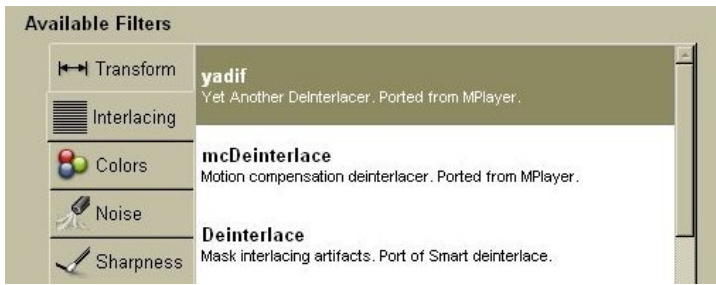 Available Filters
Transform
Interlacing
Colors
Noise
Sharpness
yadif
Yet Another DeInterlacer. Ported from MPlayer.
mcDeinterlace
Motion compensation deinterlacer. Ported from MPlayer.
Deinterlace
Mask interlacing artifacts. Port of Smart deinterlace.